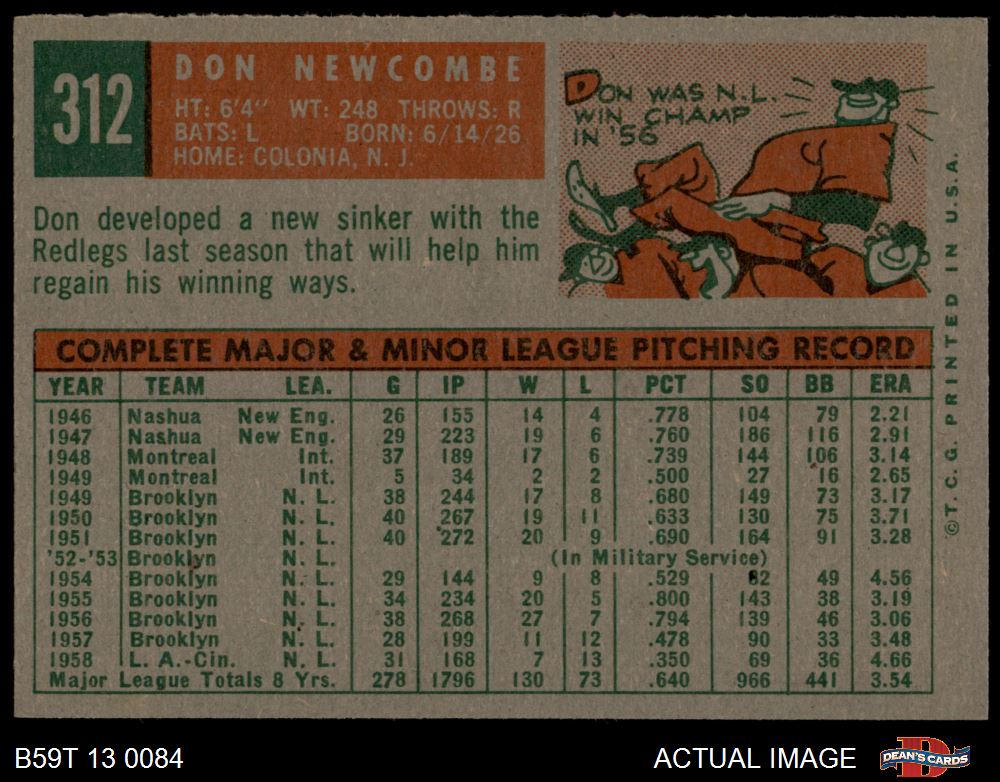 312
DON NEWCOMBE
HT: 6'4" WT: 248 THROWS: R
BATS: L BORN: 6/14/26
HOME: COLONIA, N. J.
DON WAS N.L.
WIN CHAMP
IN '56
Don developed a new sinker with the
Redlegs last season that will help him
regain his winning ways.
COMPLETE MAJOR & MINOR LEAGUE PITCHING RECORD
YEAR TEAM LEA. G IP W L PCT SO BB ERA
1946 Nashua New Eng. 26 155 14 4 .778 104 79 2.21
1947 Nashua New Eng. 29 223 19 6 .760 186 116 2.91
1948 Montreal Int. 37 189 17 6 .739 144 106 3.14
1949 Montreal Int. 5 34 2 2 .500 27 16 2.65
1949 Brooklyn N. L. 38 244 17 8 .680 149 73 3.17
1950 Brooklyn N. L. 40 267 19 11 .633 130 75 3.71
1951 Brooklyn N. L. 40 272 20 9 .690 164 91 3.28
'52-'53 Brooklyn (In Military Service)
1954 Brooklyn N. L. 29 144 9 8 .529 82 49 4.56
1955 Brooklyn N. L. 34 234 20 5 .800 143 38 3.19
1956 Brooklyn N. L. 38 268 27 7 .794 139 46 3.06
1957 Brooklyn N. L. 28 199 11 12 .478 90 33 3.48
1958 L. A.-Cin. N. L. 31 168 7 13 .350 69 36 4.66
Major League Totals 8 Yrs. 278 1796 130 73 .640 966 441 3.54
©T. C. G. PRINTED IN U.S.A.
B59T 13 0084
ACTUAL IMAGE
DEAN'S CARDS